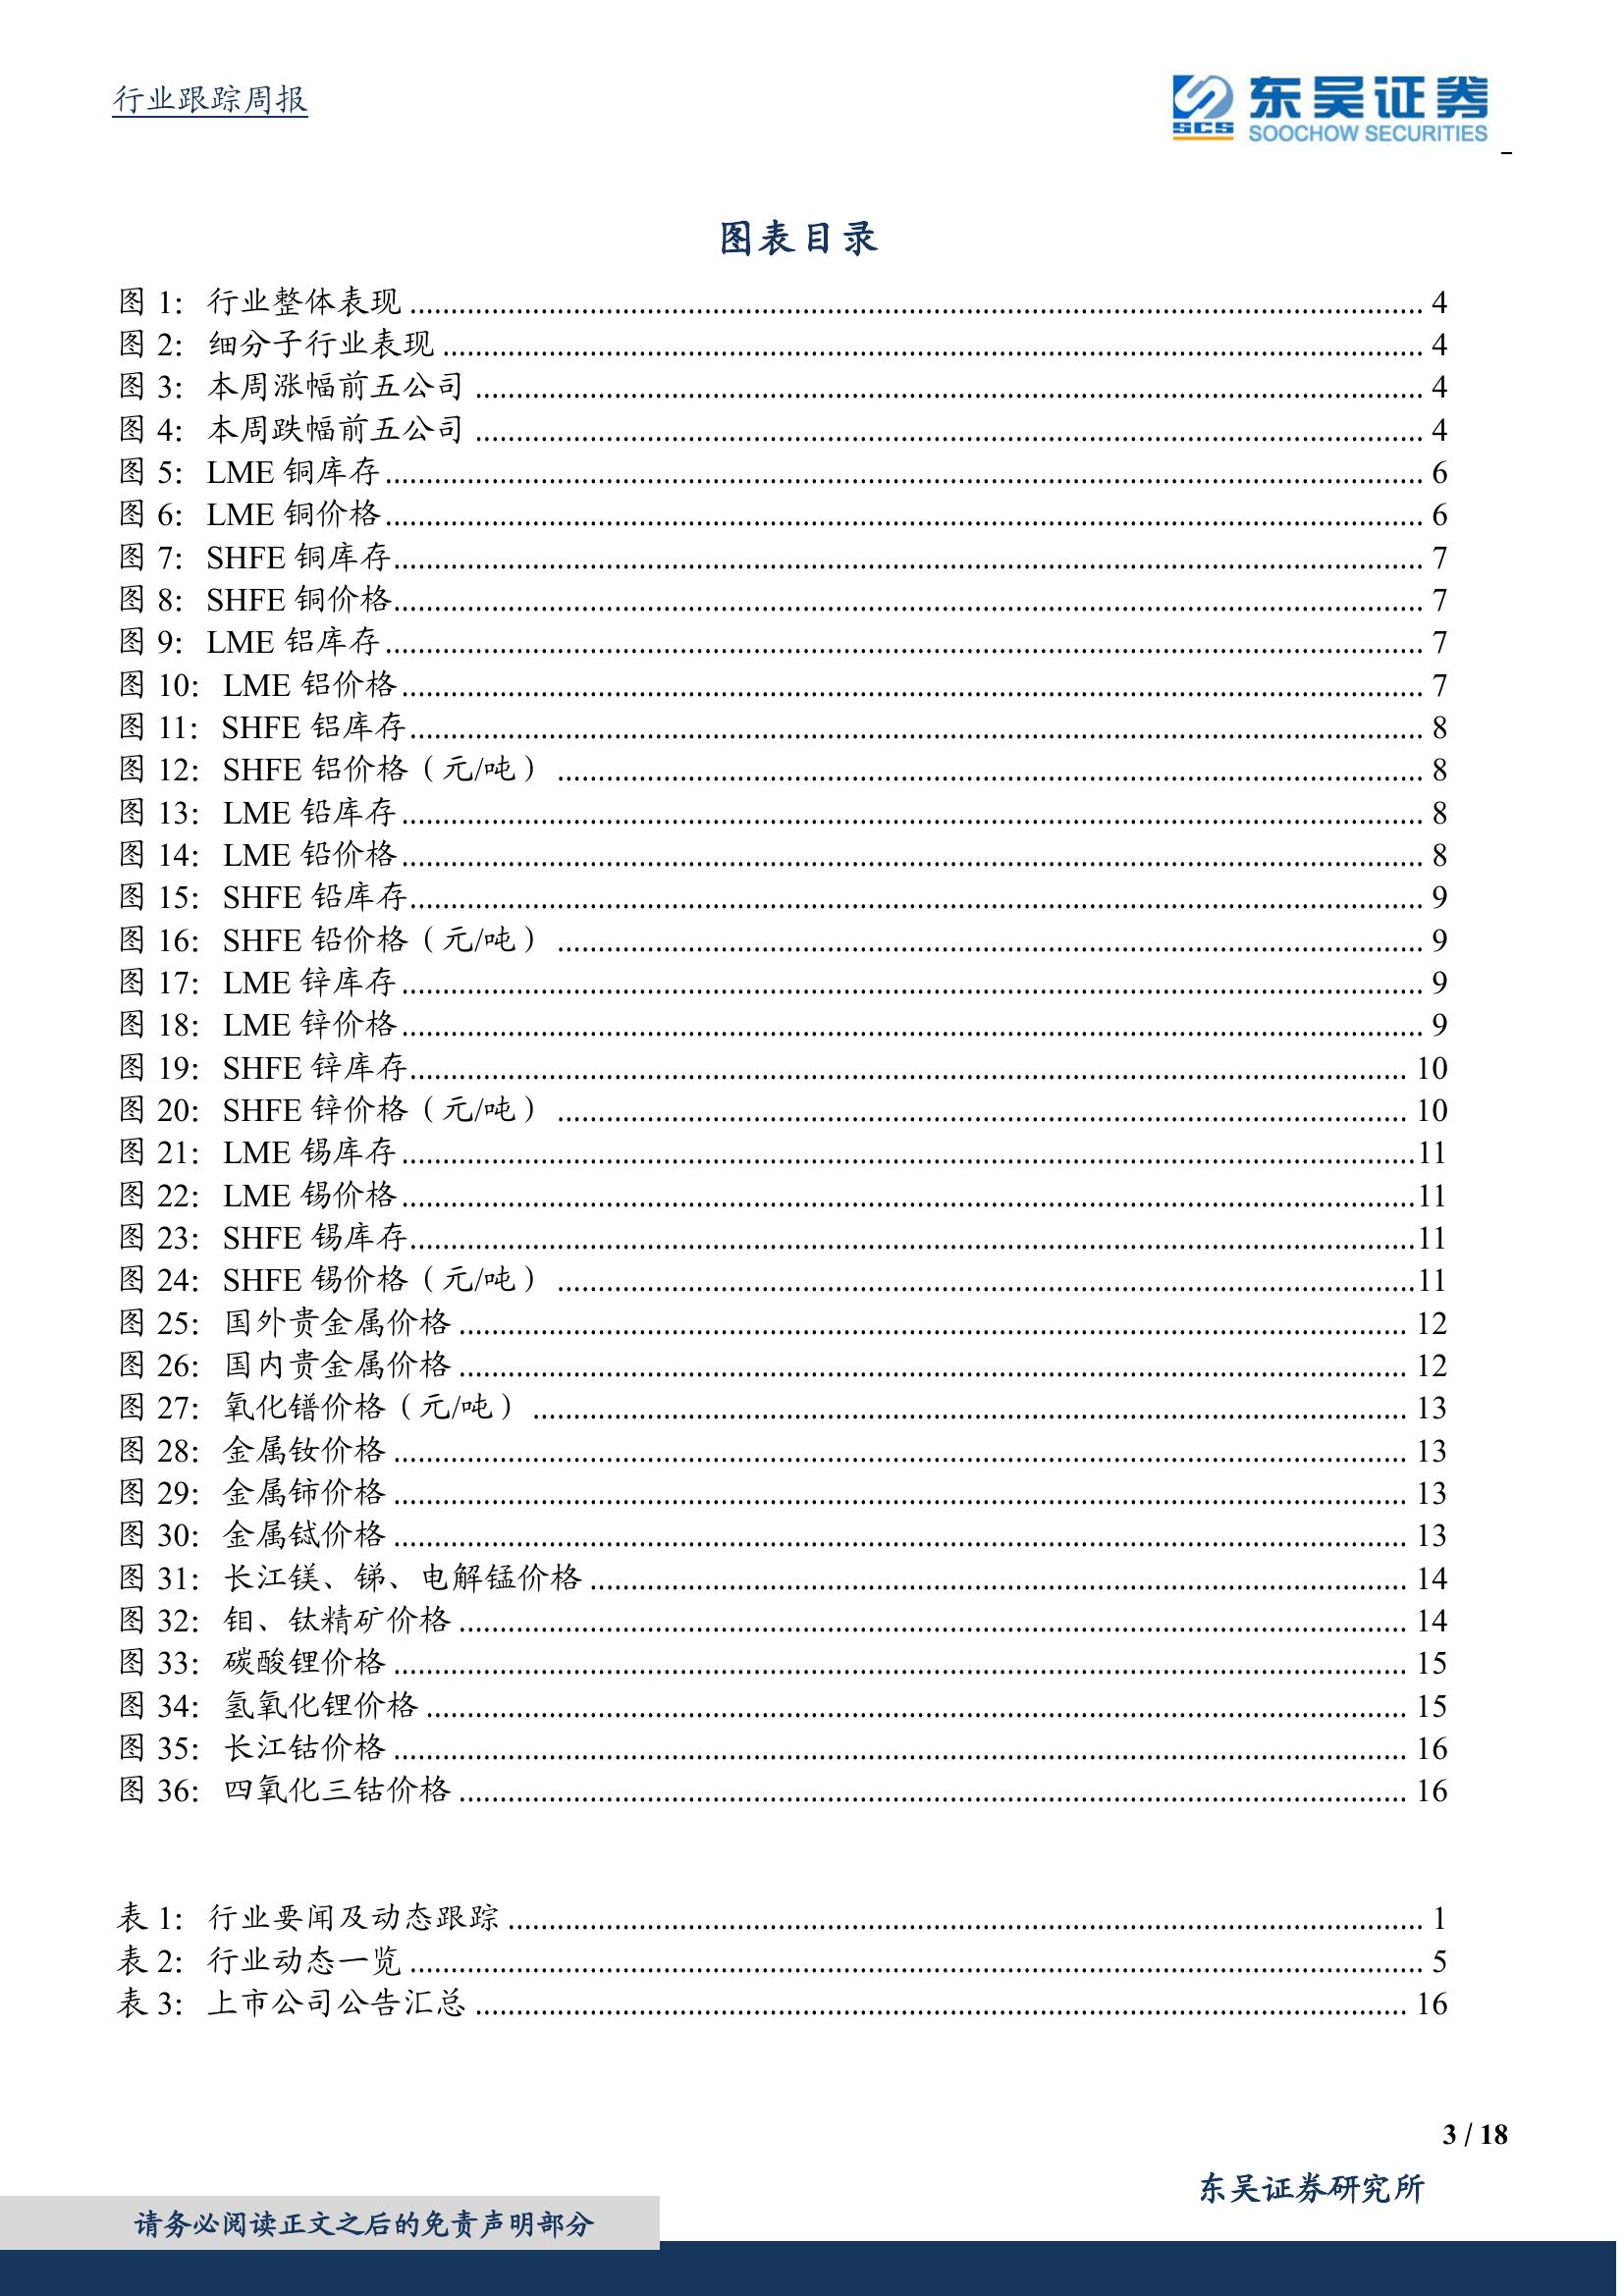 行业跟踪周报
东吴证券
SCS
SOOCHOW SECURITIES
图表目录
图 1: 行业整体表现 ........ 4
图 2: 细分子行业表现 ........ 4
图 3: 本周涨幅前五公司 ........ 4
图 4: 本周跌幅前五公司 ........ 4
图 5: LME 铜库存 ........ 6
图 6: LME 铜价格 ........ 6
图 7: SHFE 铜库存 ........ 7
图 8: SHFE 铜价格 ........ 7
图 9: LME 铝库存 ........ 7
图 10: LME 铝价格 ........ 7
图 11: SHFE 铝库存 ........ 8
图 12: SHFE 铝价格（元/吨） ........ 8
图 13: LME 铅库存 ........ 8
图 14: LME 铅价格 ........ 8
图 15: SHFE 铅库存 ........ 9
图 16: SHFE 铅价格（元/吨） ........ 9
图 17: LME 锌库存 ........ 9
图 18: LME 锌价格 ........ 9
图 19: SHFE 锌库存 ........ 10
图 20: SHFE 锌价格（元/吨） ........ 10
图 21: LME 锡库存 ........ 11
图 22: LME 锡价格 ........ 11
图 23: SHFE 锡库存 ........ 11
图 24: SHFE 锡价格（元/吨） ........ 11
图 25: 国外贵金属价格 ........ 12
图 26: 国内贵金属价格 ........ 12
图 27: 氧化镨价格（元/吨） ........ 13
图 28: 金属钕价格 ........ 13
图 29: 金属铈价格 ........ 13
图 30: 金属铽价格 ........ 13
图 31: 长江镁、锑、电解锰价格 ........ 14
图 32: 钼、钛精矿价格 ........ 14
图 33: 碳酸锂价格 ........ 15
图 34: 氢氧化锂价格 ........ 15
图 35: 长江钴价格 ........ 16
图 36: 四氧化三钴价格 ........ 16
表 1: 行业要闻及动态跟踪 ........ 1
表 2: 行业动态一览 ........ 5
表 3: 上市公司公告汇总 ........ 16
3 / 18
东吴证券研究所
请务必阅读正文之后的免责声明部分